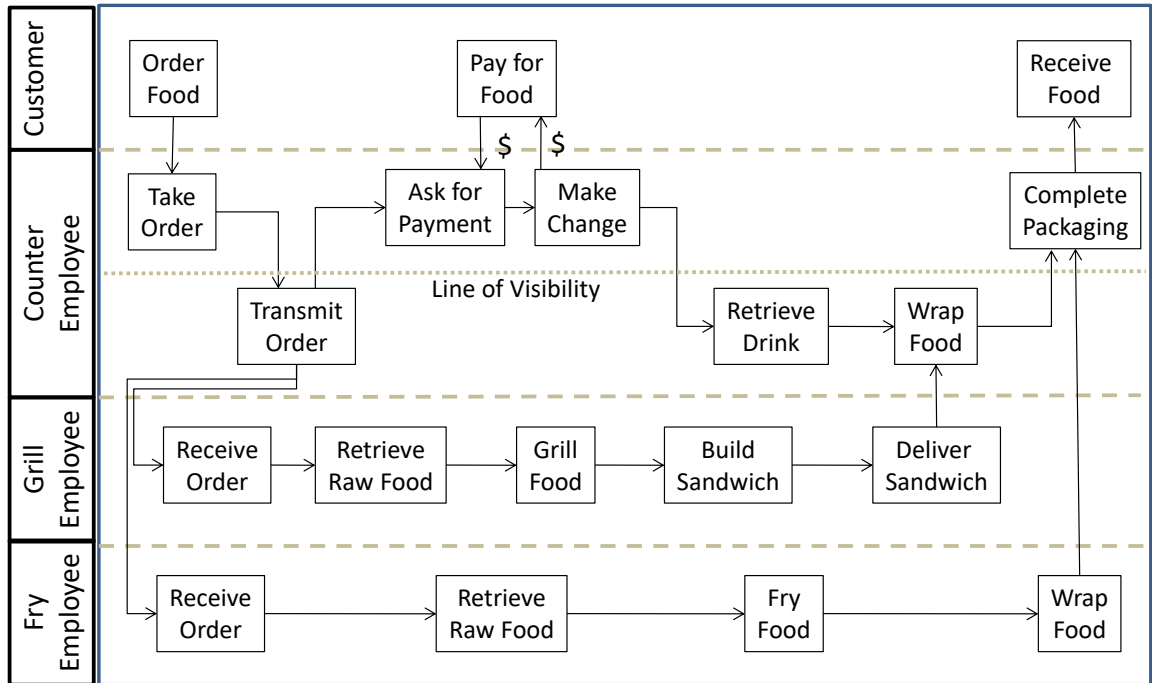 Customer
Order
Food
Pay for
Food
Receive
Food
$
$
Counter
Employee
Take
Order
Ask for
Payment
Make
Change
Complete
Packaging
Line of Visibility
Transmit
Order
Retrieve
Drink
Wrap
Food
Grill
Employee
Receive
Order
Retrieve
Raw Food
Grill
Food
Build
Sandwich
Deliver
Sandwich
Fry
Employee
Receive
Order
Retrieve
Raw Food
Fry
Food
Wrap
Food